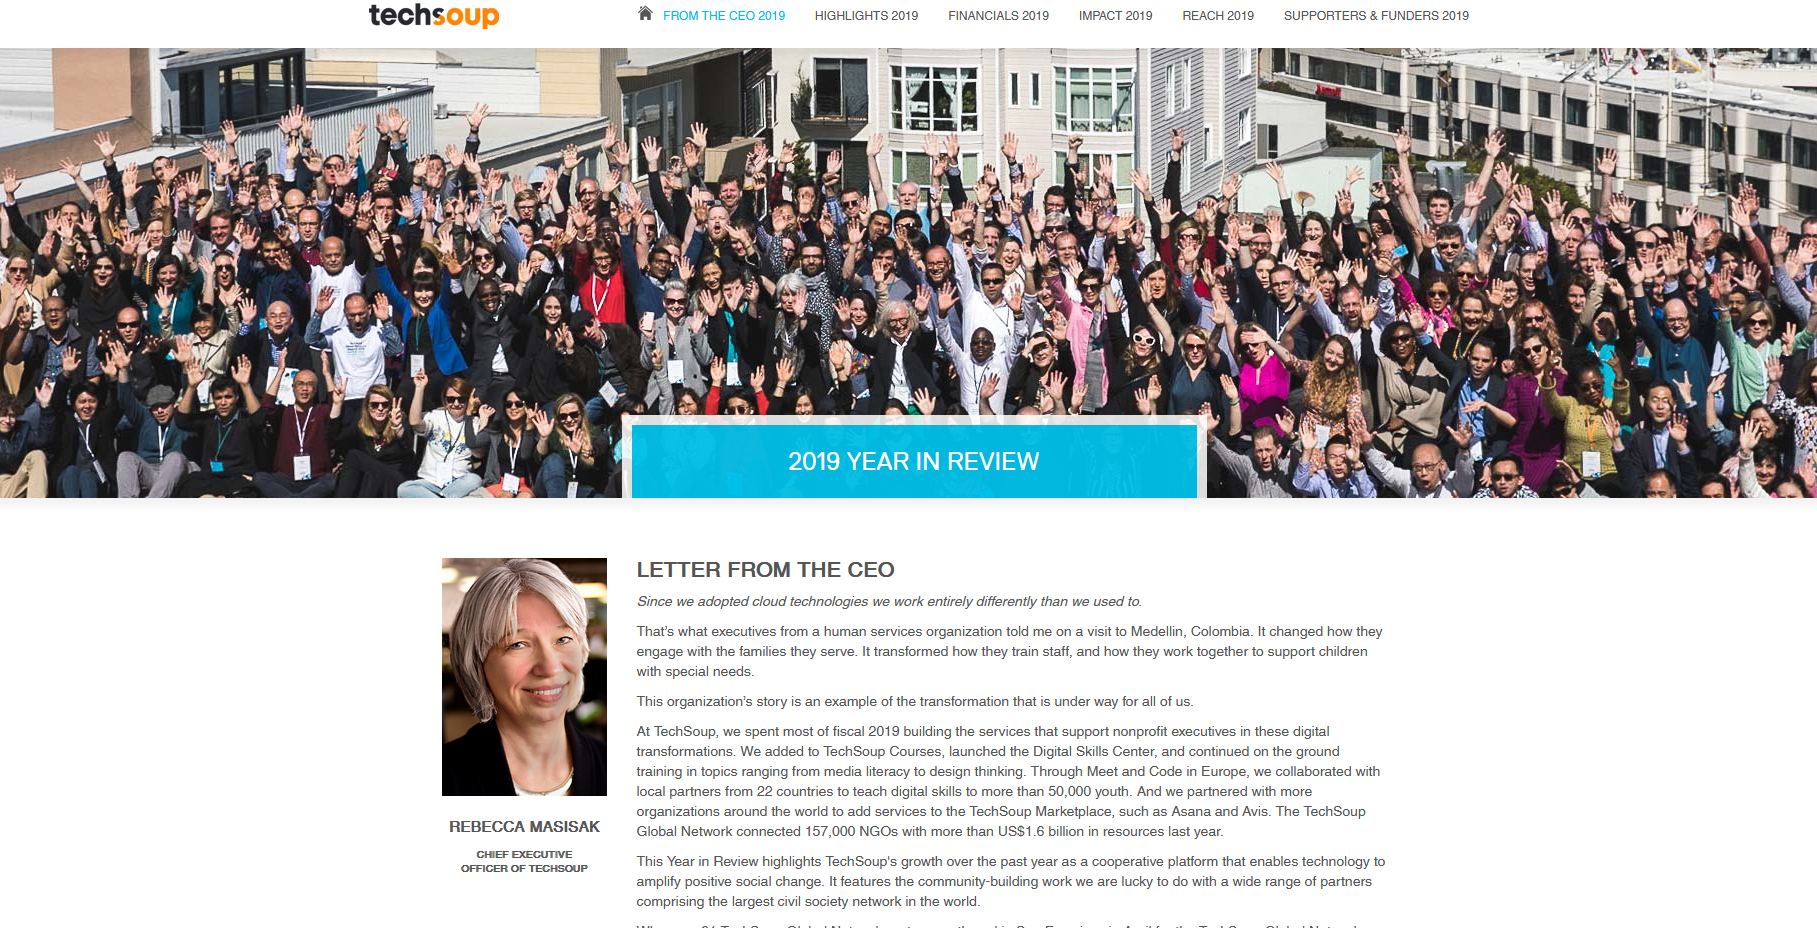 techsoup
FROM THE CEO 2019
HIGHLIGHTS 2019
FINANCIALS 2019
IMPACT 2019
REACH 2019
SUPPORTERS & FUNDERS 2019
2019 YEAR IN REVIEW
LETTER FROM THE CEO
Since we adopted cloud technologies we work entirely differently than we used to.
That’s what executives from a human services organization told me on a visit to Medellin, Colombia. It changed how they
engage with the families they serve. It transformed how they train staff, and how they work together to support children
with special needs.
This organization’s story is an example of the transformation that is under way for all of us.
At TechSoup, we spent most of fiscal 2019 building the services that support nonprofit executives in these digital
transformations. We added to TechSoup Courses, launched the Digital Skills Center, and continued on the ground
training in topics ranging from media literacy to design thinking. Through Meet and Code in Europe, we collaborated with
local partners from 22 countries to teach digital skills to more than 50,000 youth. And we partnered with more
organizations around the world to add services to the TechSoup Marketplace, such as Asana and Avis. The TechSoup
Global Network connected 157,000 NGOs with more than US$1.6 billion in resources last year.
This Year in Review highlights TechSoup's growth over the past year as a cooperative platform that enables technology to
amplify positive social change. It features the community-building work we are lucky to do with a wide range of partners
comprising the largest civil society network in the world.
REBECCA MASISAK
CHIEF EXECUTIVE
OFFICER OF TECHSOUP